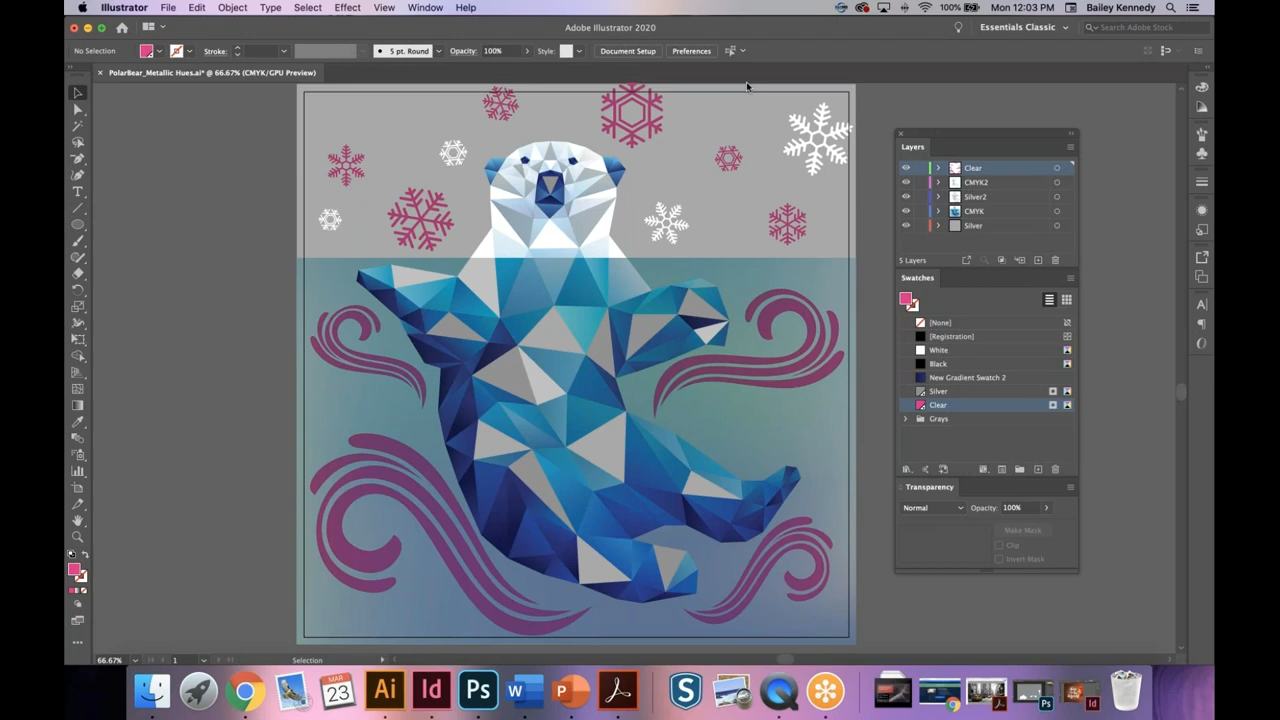 Illustrator File Edit Object Type Select Effect View Window Help 100% Mon 12:03 PM Bailey Kennedy
Adobe Illustrator 2020 Essentials Classic Search Adobe Stock
No Selection Stroke: 5 pt. Round Opacity: 100% Style: Document Setup Preferences
PolarBear_Metallic Hues.ai* @ 66.67% (CMYK/GPU Preview)
Layers
Clear
CMYK2
Silver2
CMYK
Silver
5 Layers
Swatches
[None]
[Registration]
White
Black
New Gradient Swatch 2
Silver
Clear
Grays
Transparency
Normal Opacity: 100%
Make Mask
Clip
Invert Mask
66.67% 1 Selection
MAR
23
Ai Id Ps W P S
Ps Id